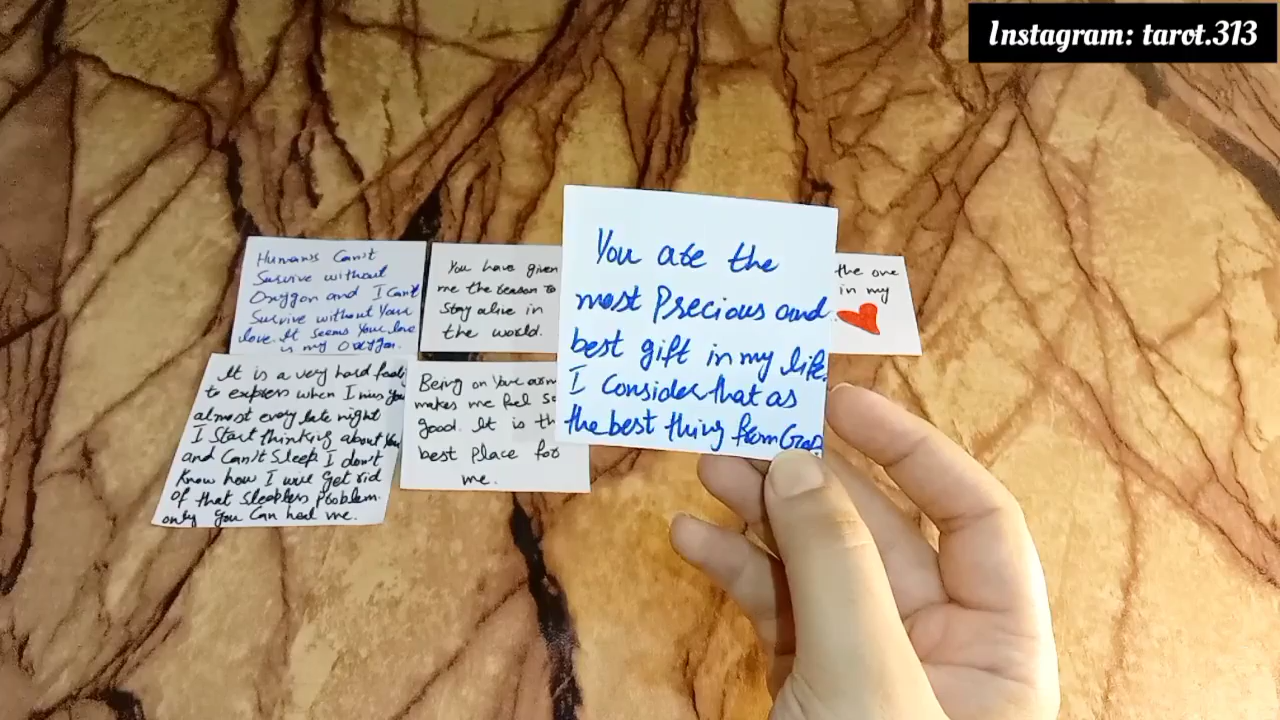 Instagram: tarot.313
Humans Can't
Survive without
Oxygen and I Can't
Survive without Your
love. It seems Your love
is my Oxygen.
You have given
me the reason to
Stay alive in
the world.
You are the
most Precious and
best gift in my life.
I consider that as
the best thing from God.
the one
in my
It is a very hard
to express when I miss you
almost every late night
I Start thinking about You
and Can't Sleep I don't
Know how I get rid
of that Sleepless Problem.
only You Can heal me.
Being on Your arm
makes me feel So
good. It is th
best Place for
me.